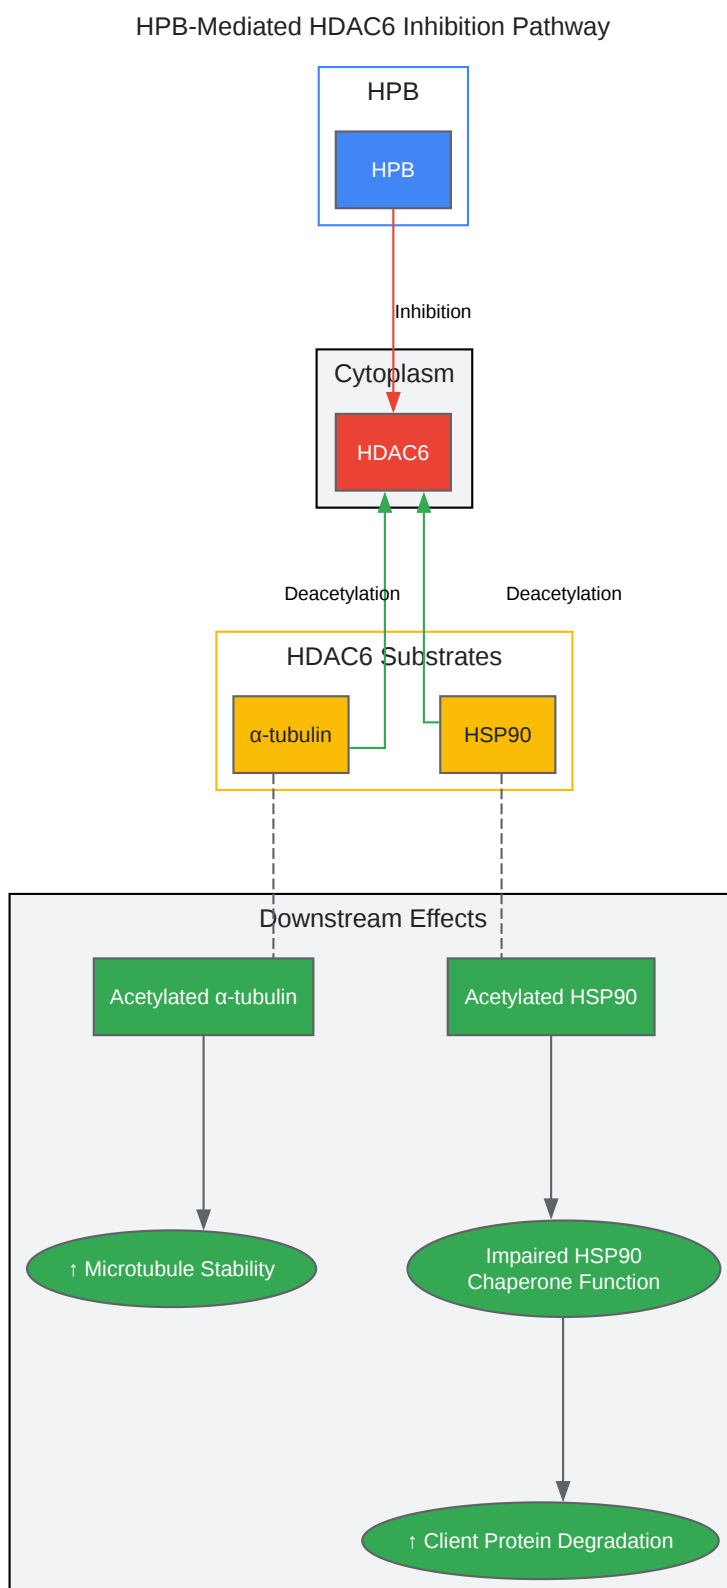 HPB-Mediated HDAC6 Inhibition Pathway
HPB
HPB
Inhibition
Cytoplasm
HDAC6
Deacetylation
Deacetylation
HDAC6 Substrates
α-tubulin
HSP90
Downstream Effects
Acetylated α-tubulin
Acetylated HSP90
↑ Microtubule Stability
Impaired HSP90
Chaperone Function
↑ Client Protein Degradation